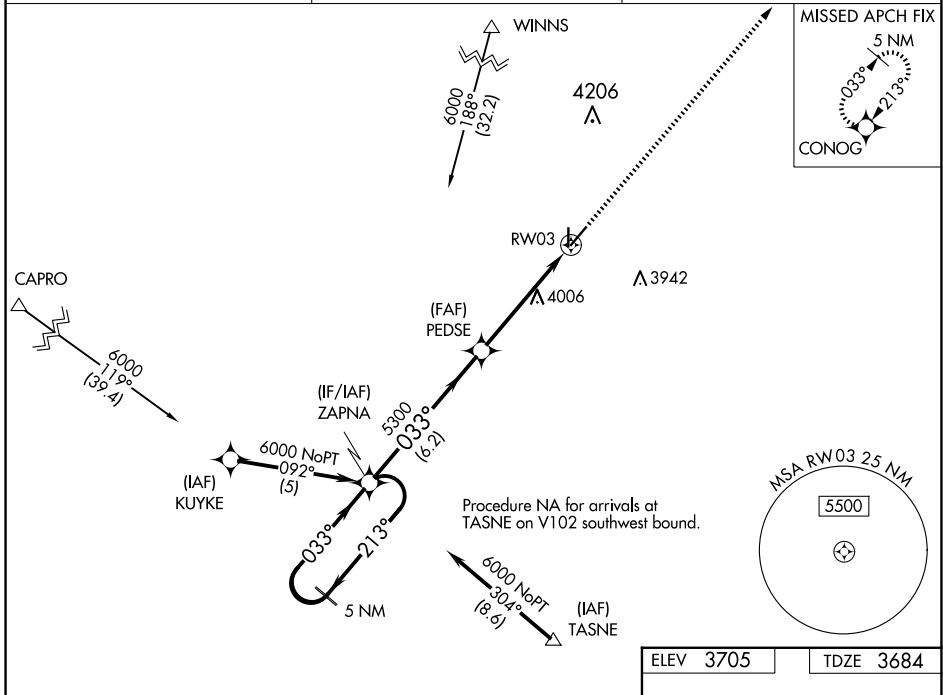 WINNS
MISSED APCH FIX
5 NM
033°
213°
CONOG
6000
188°
(32.2)
4206
RW03
3942
4006
CAPRO
6000
119°
(39.4)
(FAF)
PEDSE
(IF/IAF)
ZAPNA
5300
033°
(6.2)
6000 NoPT
092°
(5)
(IAF)
KUYKE
033°
213°
5 NM
Procedure NA for arrivals at
TASNE on V102 southwest bound.
6000 NoPT
304°
(8.6)
(IAF)
TASNE
MSA RW03 25 NM
5500
ELEV 3705
TDZE 3684